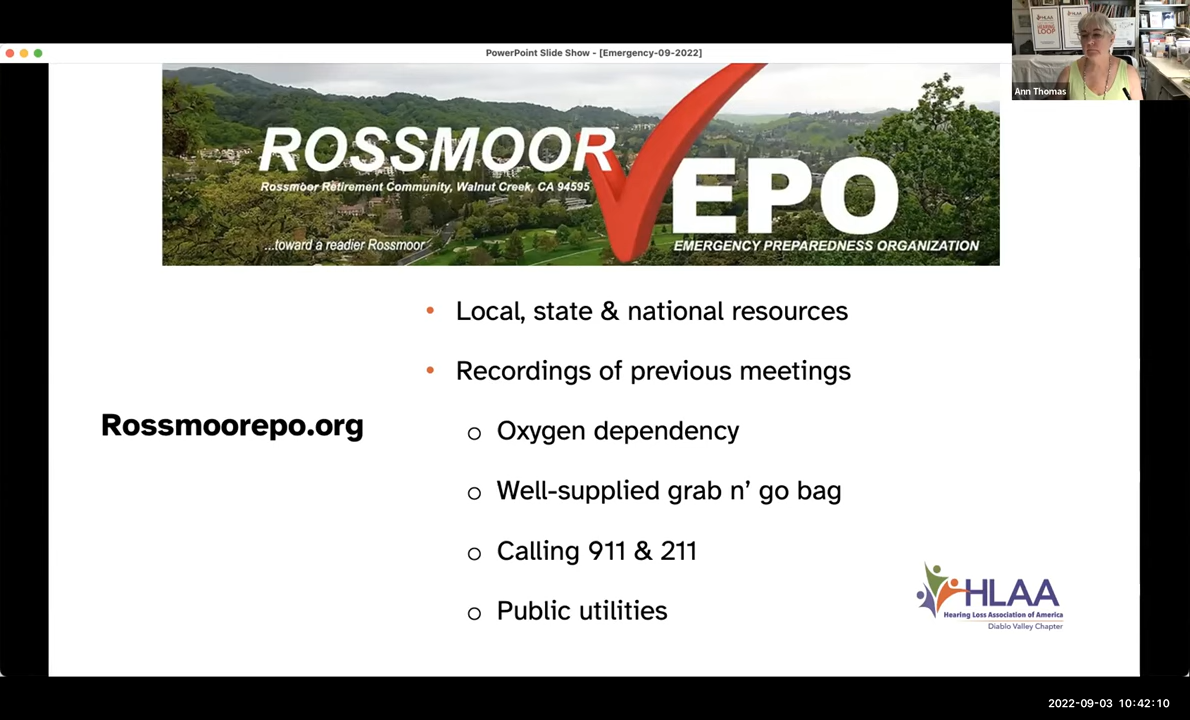 PowerPoint Slide Show - [Emergency-09-2022]
Ann Thomas
ROSSMOOR
Rossmoor Retirement Community, Walnut Creek, CA 94595
...toward a readier Rossmoor
EPO
EMERGENCY PREPAREDNESS ORGANIZATION
• Local, state & national resources
• Recordings of previous meetings
Rossmoorepo.org
o Oxygen dependency
o Well-supplied grab n’ go bag
o Calling 911 & 211
o Public utilities
HLAA
Hearing Loss Association of America
Diablo Valley Chapter
2022-09-03 10:42:10